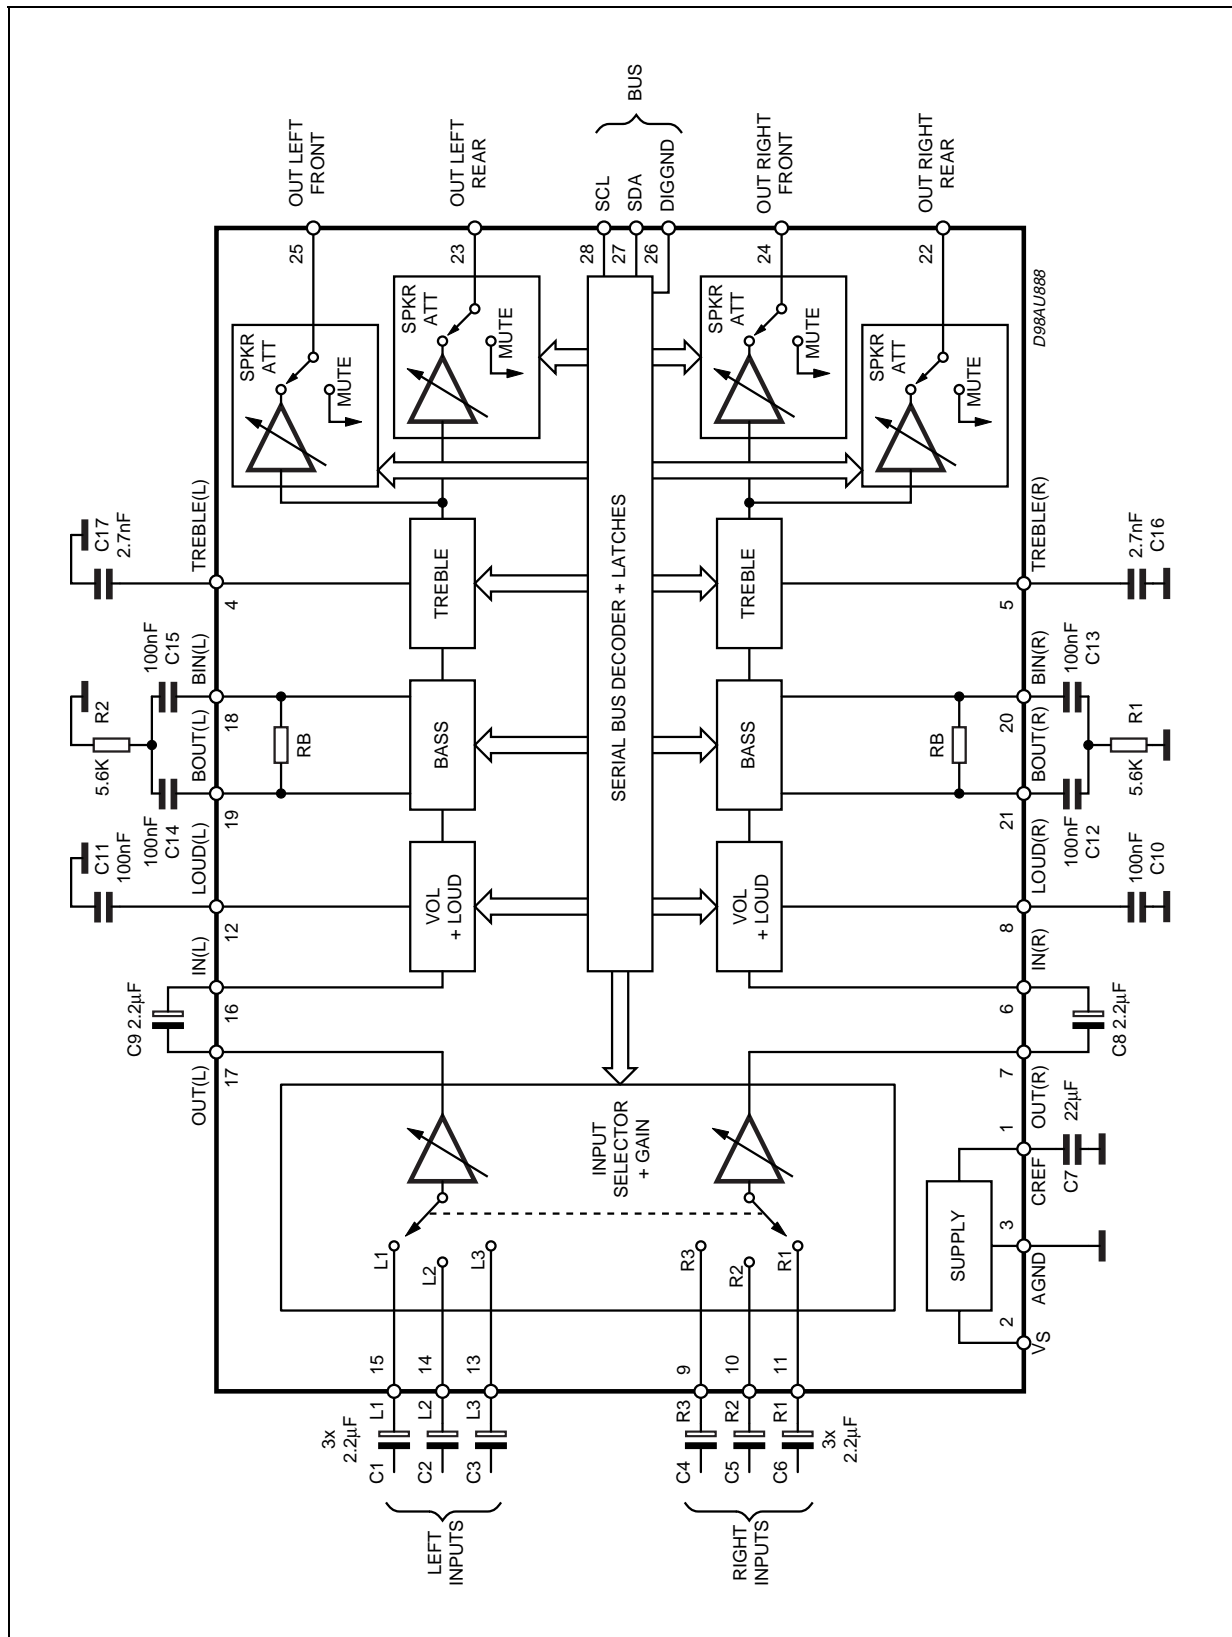 BUS
OUT LEFT
FRONT
OUT LEFT
REAR
SCL
SDA
DIGGND
OUT RIGHT
FRONT
OUT RIGHT
REAR
25
23
28
27
26
24
22
D98AU888
SPKR
ATT
MUTE
SPKR
ATT
MUTE
SPKR
ATT
MUTE
SPKR
ATT
MUTE
C17
2.7nF
TREBLE(L)
4
TREBLE
SERIAL BUS DECODER + LATCHES
TREBLE
TREBLE(R)
5
2.7nF
C16
100nF
C15
BIN(L)
18
R2
5.6K
BOUT(L)
19
100nF
C14
RB
BASS
BASS
RB
BIN(R)
20
100nF
C13
R1
5.6K
BOUT(R)
21
100nF
C12
C11
100nF
LOUD(L)
12
VOL
+ LOUD
VOL
+ LOUD
LOUD(R)
8
100nF
C10
IN(L)
16
C9 2.2µF
OUT(L)
17
IN(R)
6
C8 2.2µF
OUT(R)
7
INPUT
SELECTOR
+ GAIN
L1
L2
L3
R3
R2
R1
1
CREF
C7
22µF
SUPPLY
3
AGND
2
VS
15
14
13
9
10
11
L1
L2
L3
R3
R2
R1
3x
2.2µF
C1
C2
C3
C4
C5
C6
3x
2.2µF
LEFT
INPUTS
RIGHT
INPUTS